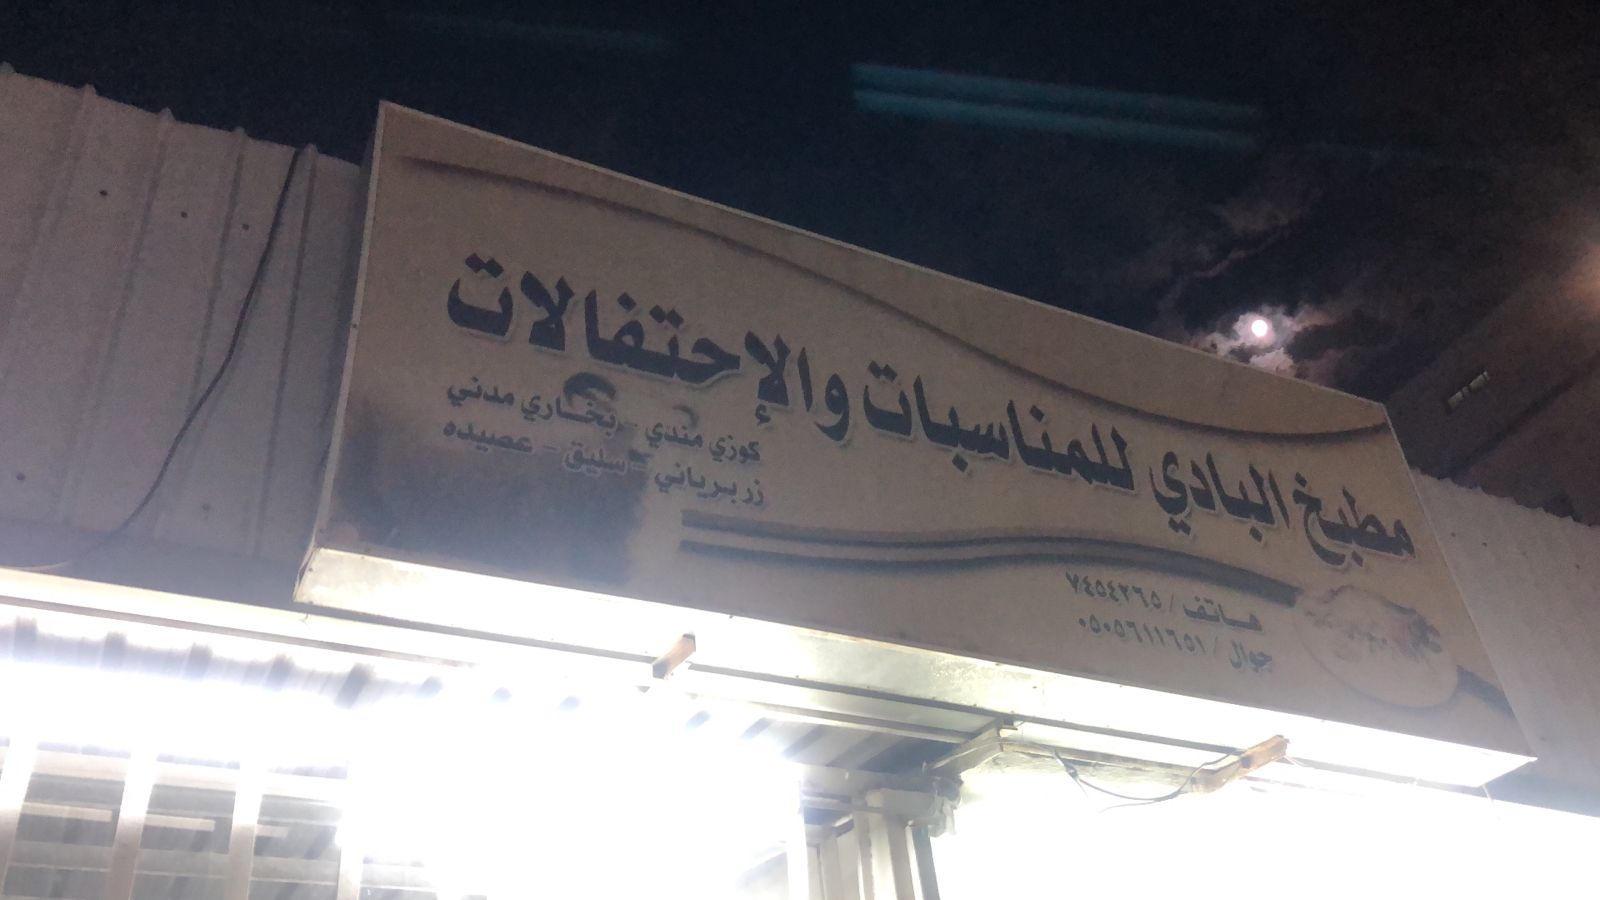 مطبخ البادي للمناسبات والإحتفالات
كوزي مندي - بخاري مدني
زربرياني - سليق - عصيده
هاتف / ٧٤٥٤٢٦٥
جوال / ٠٥٠٥٦١١٦٥١